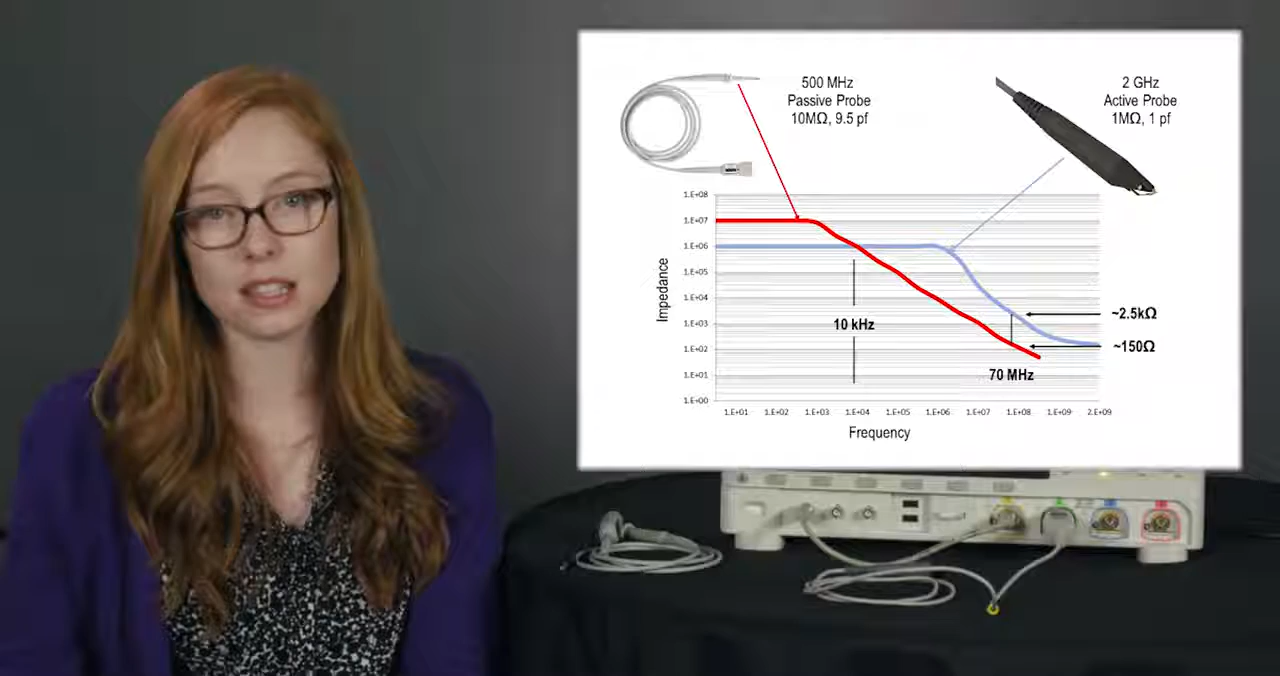 500 MHz
Passive Probe
10MΩ, 9.5 pf
2 GHz
Active Probe
1MΩ, 1 pf
1.E+08
1.E+07
1.E+06
1.E+05
1.E+04
1.E+03
1.E+02
1.E+01
1.E+00
Impedance
10 kHz
~2.5kΩ
~150Ω
70 MHz
1.E+01 1.E+02 1.E+03 1.E+04 1.E+05 1.E+06 1.E+07 1.E+08 1.E+09 2.E+09
Frequency